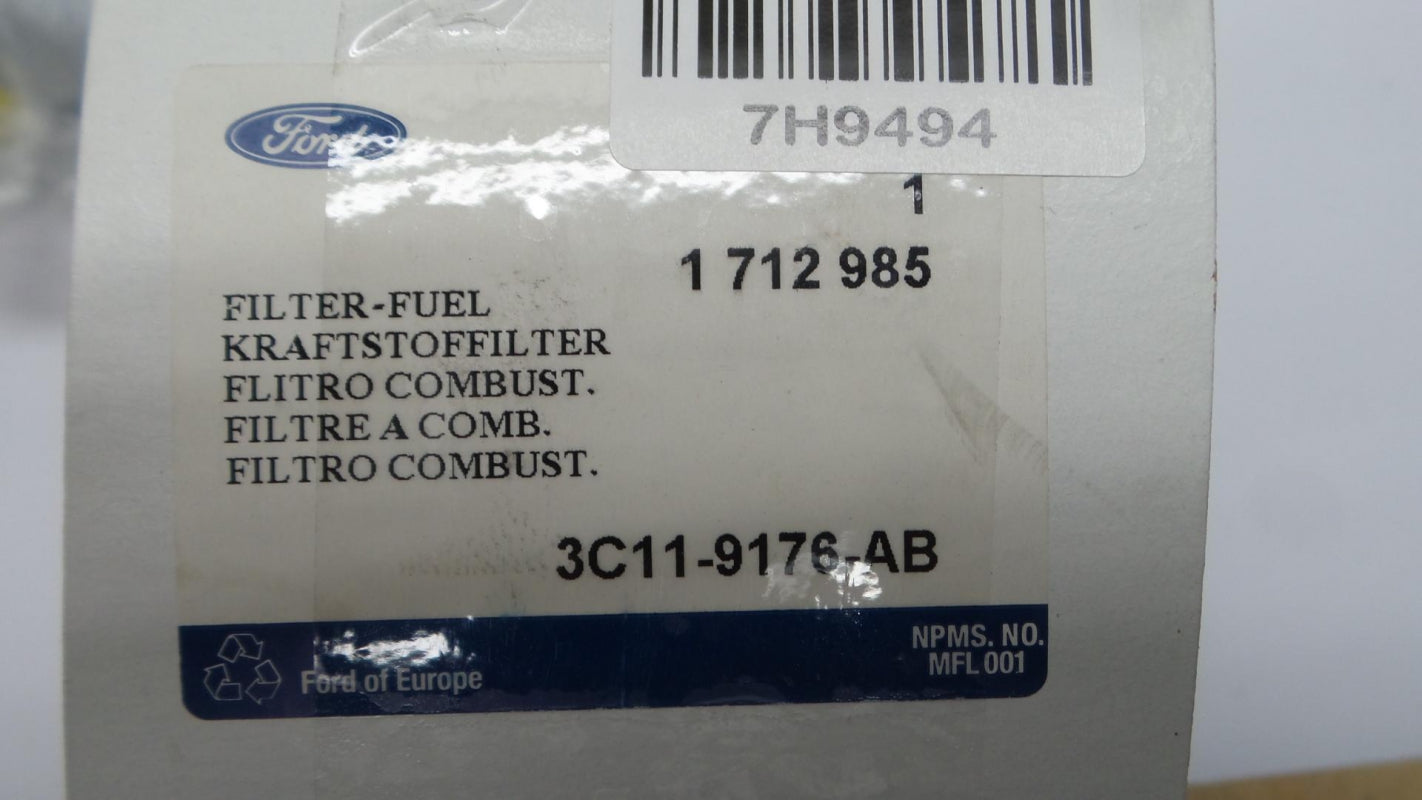 7H9494
Ford
1
1 712 985
FILTER-FUEL
KRAFTSTOFFILTER
FLITRO COMBUST.
FILTRE A COMB.
FILTRO COMBUST.
3C11-9176-AB
Ford of Europe
NPMS. NO.
MFL 001